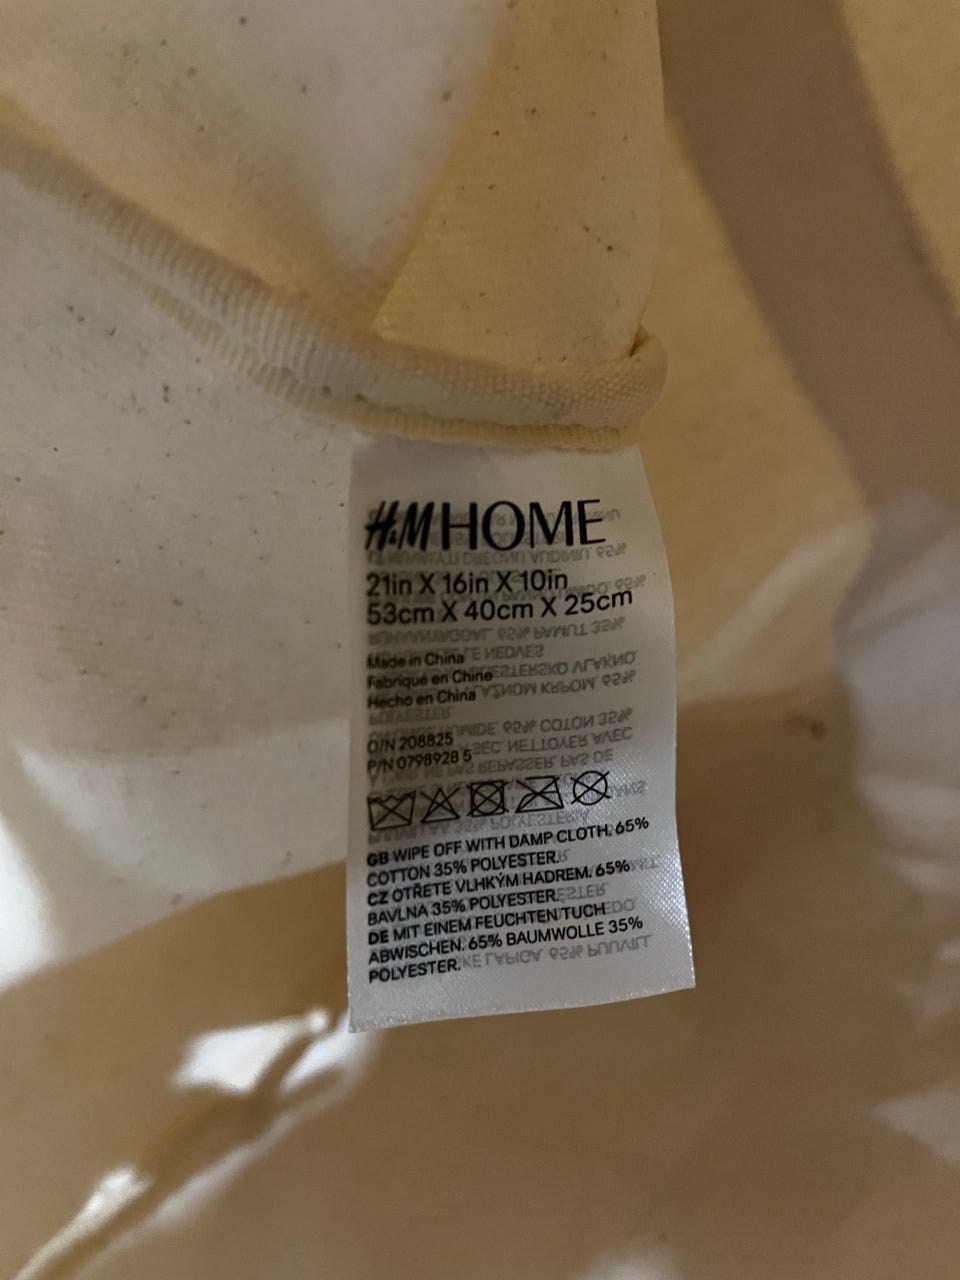 H&M HOME
21in X 16in X 10in
53cm X 40cm X 25cm
Made in China
Fabriqué en Chine
Hecho en China
O/N 208825
P/N 0798928 5
GB WIPE OFF WITH DAMP CLOTH. 65%
COTTON 35% POLYESTER.
CZ OTŘETE VLHKÝM HADREM. 65%
BAVLNA 35% POLYESTER.
DE MIT EINEM FEUCHTEN TUCH
ABWISCHEN. 65% BAUMWOLLE 35%
POLYESTER.